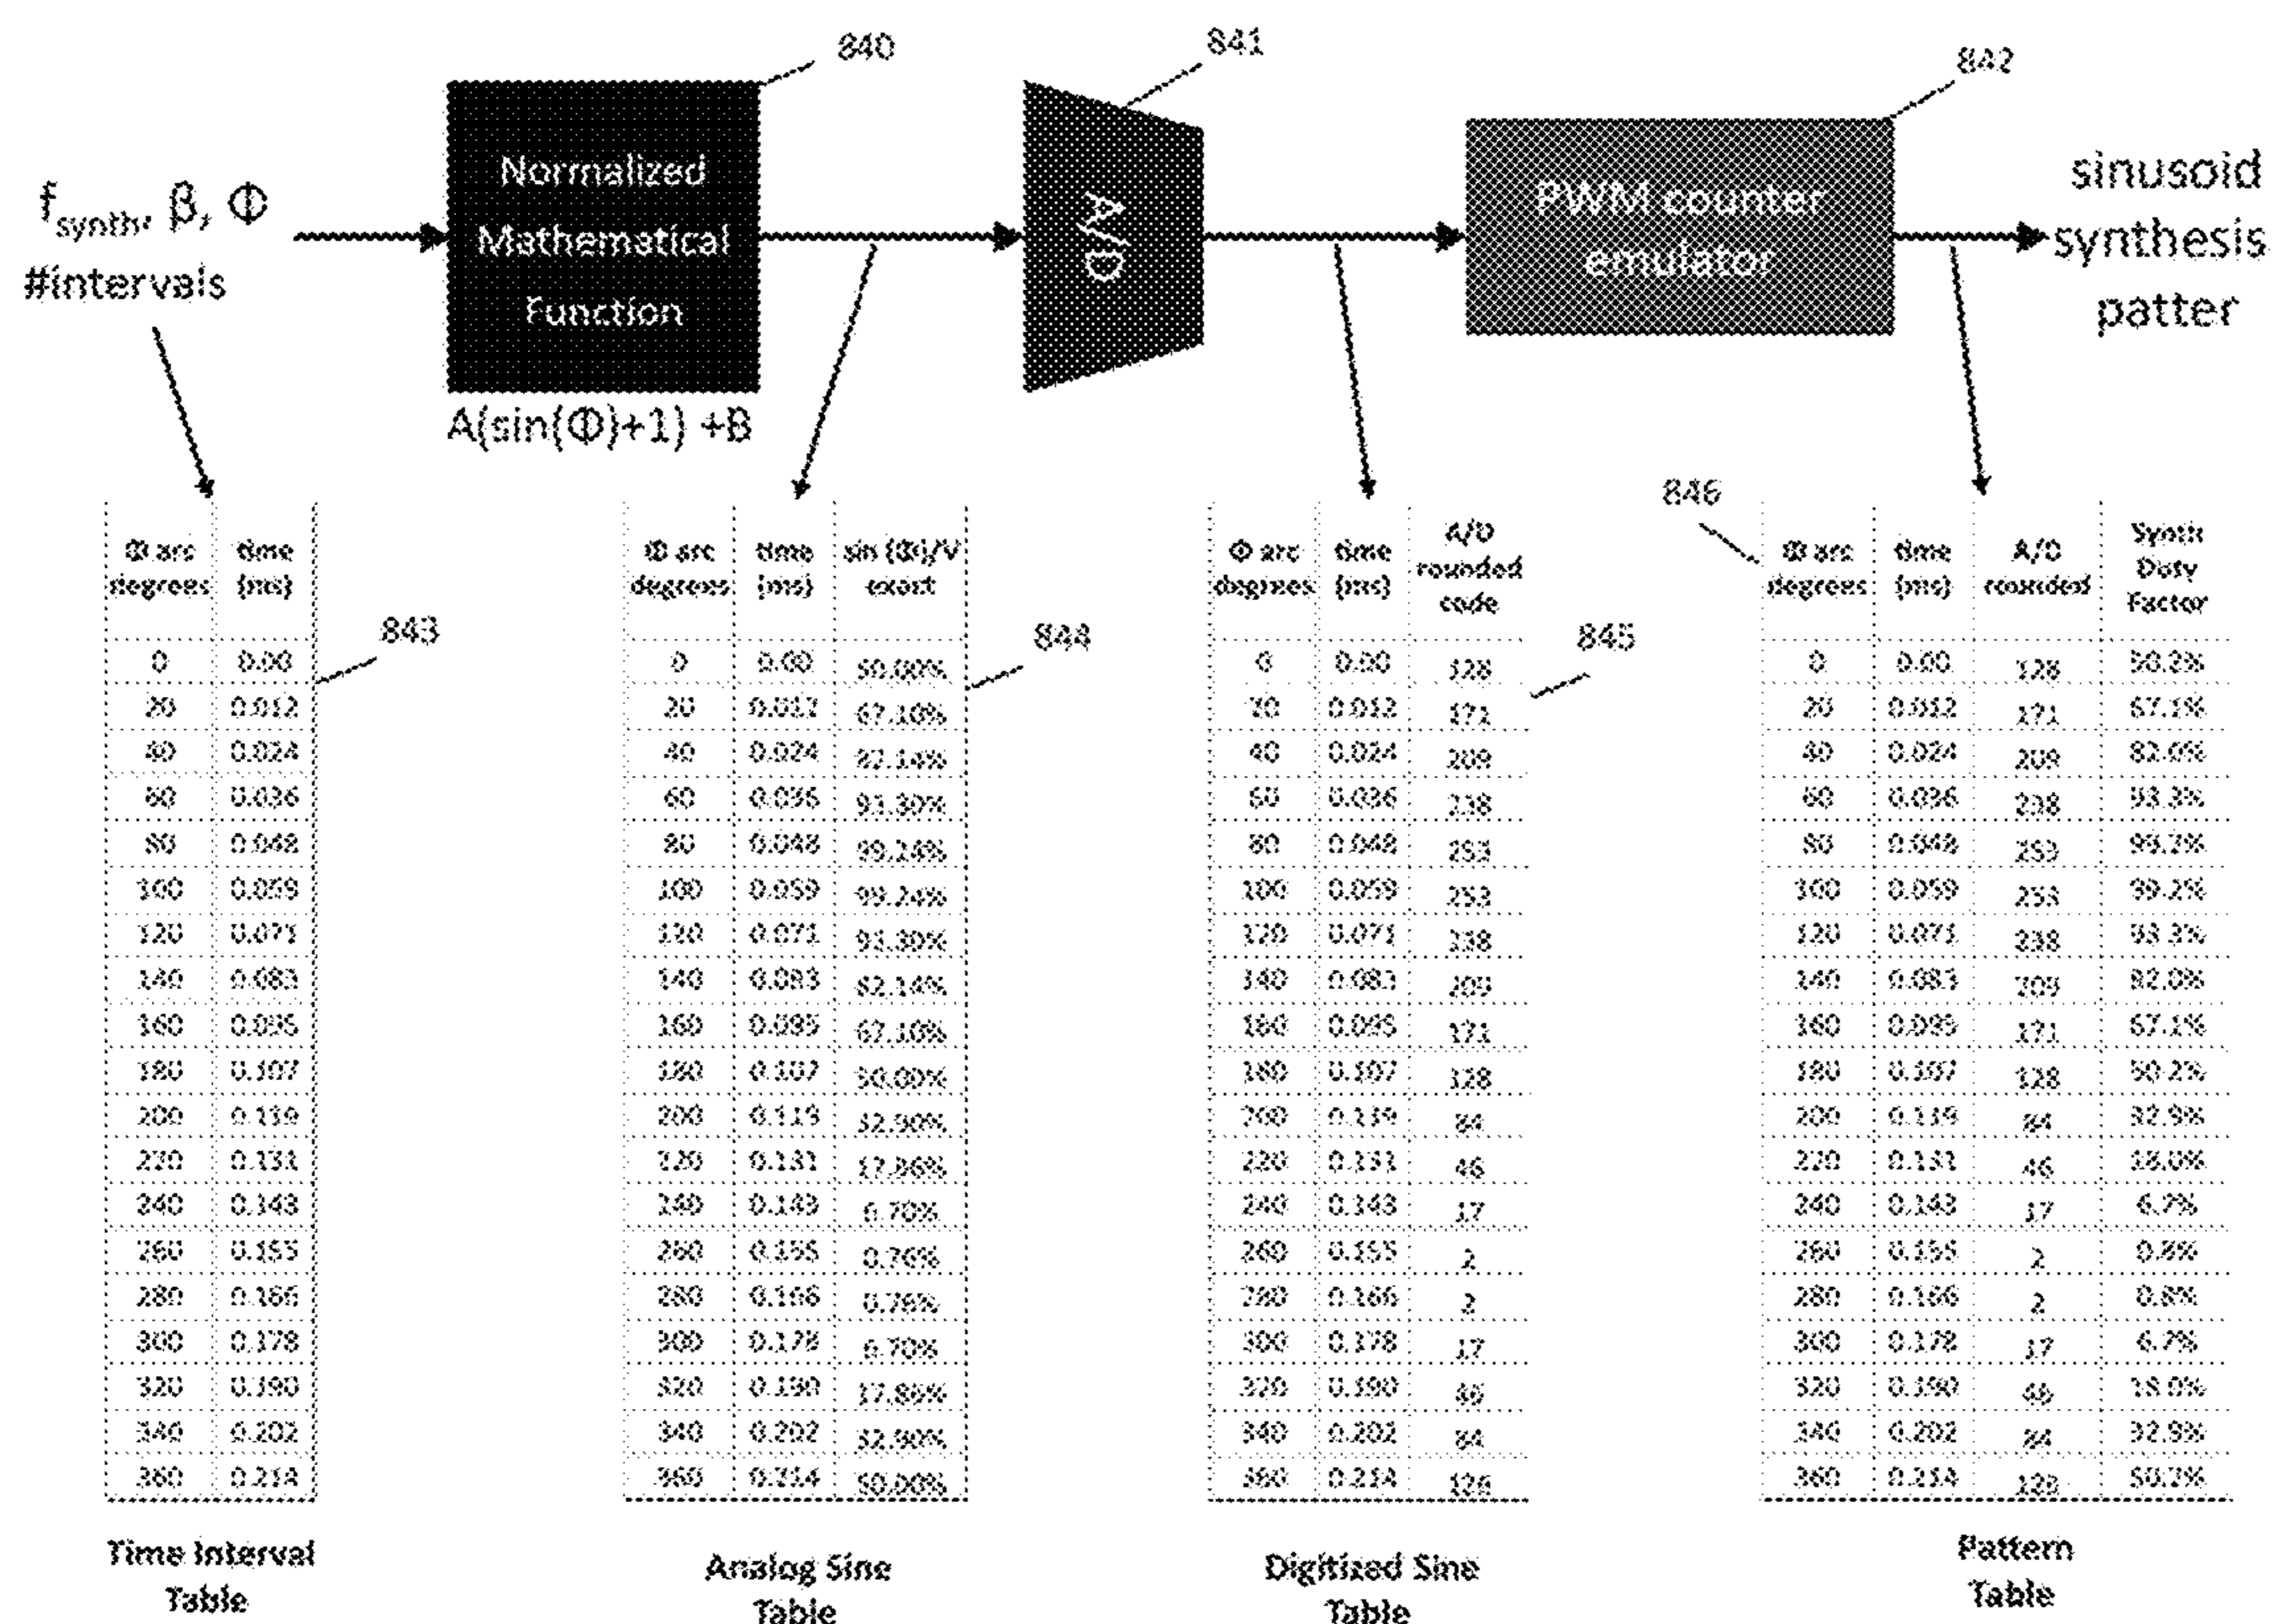 840
841
842
f_synth, β, Φ
#intervals
Normalized
Mathematical
Function
A(sin(Φ)+1) +B
A/D
PWM counter
emulator
sinusoid
synthesis
patter
843
844
845
846
Φ arc degrees time (ms)
0 0.00
20 0.012
40 0.024
60 0.036
80 0.048
100 0.059
120 0.071
140 0.083
160 0.095
180 0.107
200 0.119
220 0.131
240 0.143
260 0.155
280 0.166
300 0.178
320 0.190
340 0.202
360 0.214
Time Interval
Table
Φ arc degrees time (ms) sin (Φ)/V exact
0 0.00 50.00%
20 0.012 67.10%
40 0.024 82.14%
60 0.036 93.30%
80 0.048 99.24%
100 0.059 99.24%
120 0.071 93.30%
140 0.083 82.14%
160 0.095 67.10%
180 0.107 50.00%
200 0.119 32.90%
220 0.131 17.86%
240 0.143 6.70%
260 0.155 0.76%
280 0.166 0.76%
300 0.178 6.70%
320 0.190 17.86%
340 0.202 32.90%
360 0.214 50.00%
Analog Sine
Table
Φ arc degrees time (ms) A/D rounded code
0 0.00 128
20 0.012 171
40 0.024 209
60 0.036 238
80 0.048 253
100 0.059 253
120 0.071 238
140 0.083 209
160 0.095 171
180 0.107 128
200 0.119 84
220 0.131 46
240 0.143 17
260 0.155 2
280 0.166 2
300 0.178 17
320 0.190 46
340 0.202 84
360 0.214 128
Digitized Sine
Table
Φ arc degrees time (ms) A/D rounded Synth Duty Factor
0 0.00 128 50.2%
20 0.012 171 67.1%
40 0.024 209 82.0%
60 0.036 238 93.3%
80 0.048 253 99.2%
100 0.059 253 99.2%
120 0.071 238 93.3%
140 0.083 209 82.0%
160 0.095 171 67.1%
180 0.107 128 50.2%
200 0.119 84 32.9%
220 0.131 46 18.0%
240 0.143 17 6.7%
260 0.155 2 0.8%
280 0.166 2 0.8%
300 0.178 17 6.7%
320 0.190 46 18.0%
340 0.202 84 32.9%
360 0.214 128 50.2%
Pattern
Table